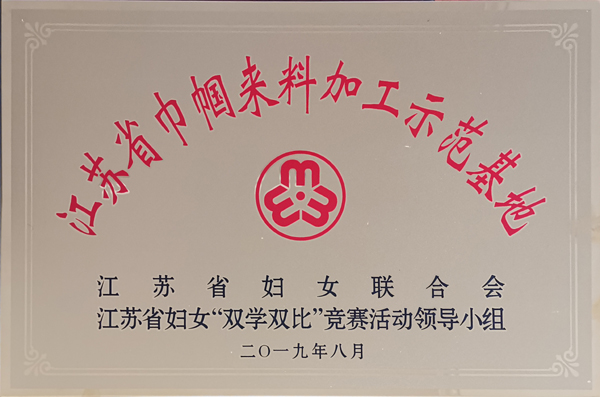 江苏省巾帼来料加工示范基地
江苏省妇女联合会
江苏省妇女“双学双比”竞赛活动领导小组
二〇一九年八月